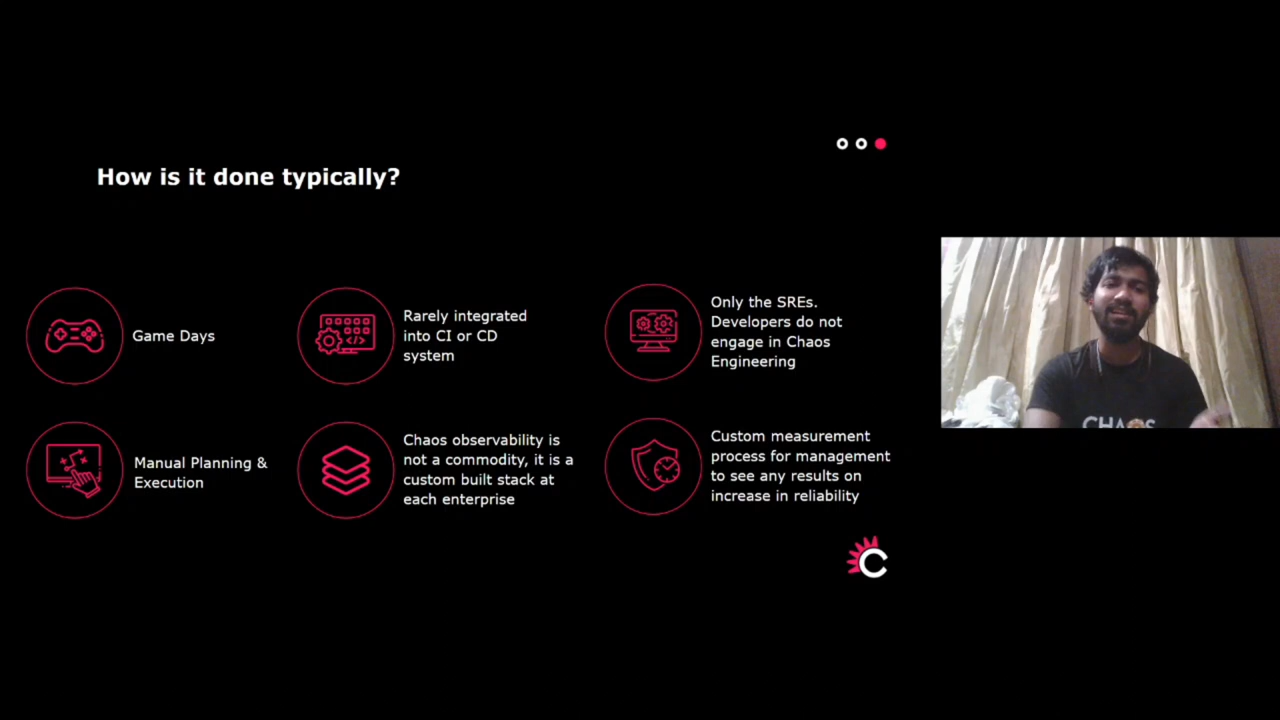 How is it done typically?
Game Days
Rarely integrated
into CI or CD
system
Only the SREs.
Developers do not
engage in Chaos
Engineering
Manual Planning &
Execution
Chaos observability is
not a commodity, it is a
custom built stack at
each enterprise
Custom measurement
process for management
to see any results on
increase in reliability
C
CHAOS